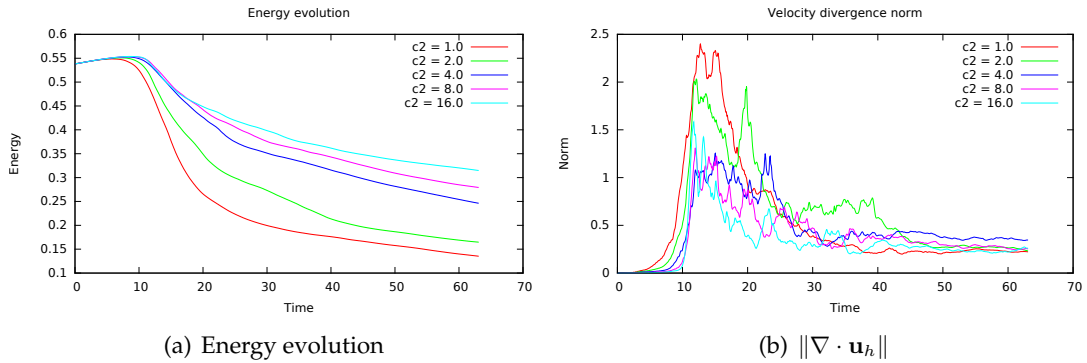 Energy evolution
0.6
0.55
0.5
0.45
0.4
0.35
0.3
0.25
0.2
0.15
0.1
Energy
0 10 20 30 40 50 60 70
Time
c2 = 1.0
c2 = 2.0
c2 = 4.0
c2 = 8.0
c2 = 16.0
(a) Energy evolution
Velocity divergence norm
2.5
2
1.5
1
0.5
0
Norm
0 10 20 30 40 50 60 70
Time
c2 = 1.0
c2 = 2.0
c2 = 4.0
c2 = 8.0
c2 = 16.0
(b) ‖∇ · u_h‖